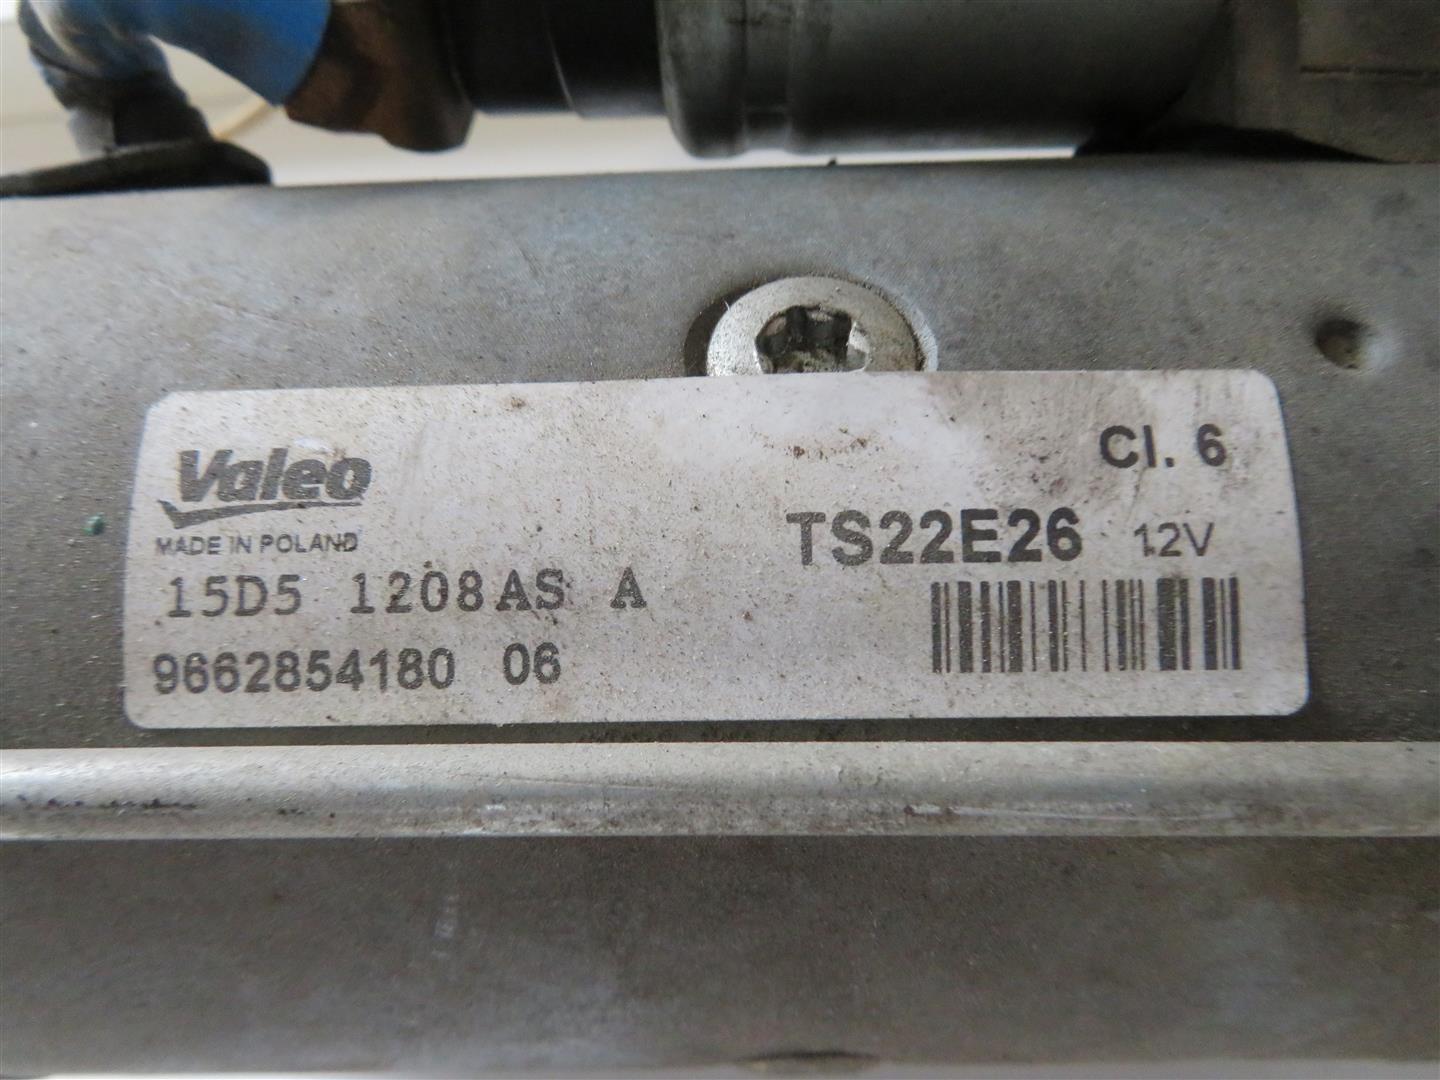 Valeo
MADE IN POLAND
15D5 1208AS A
9662854180 06
Cl. 6
TS22E26 12V